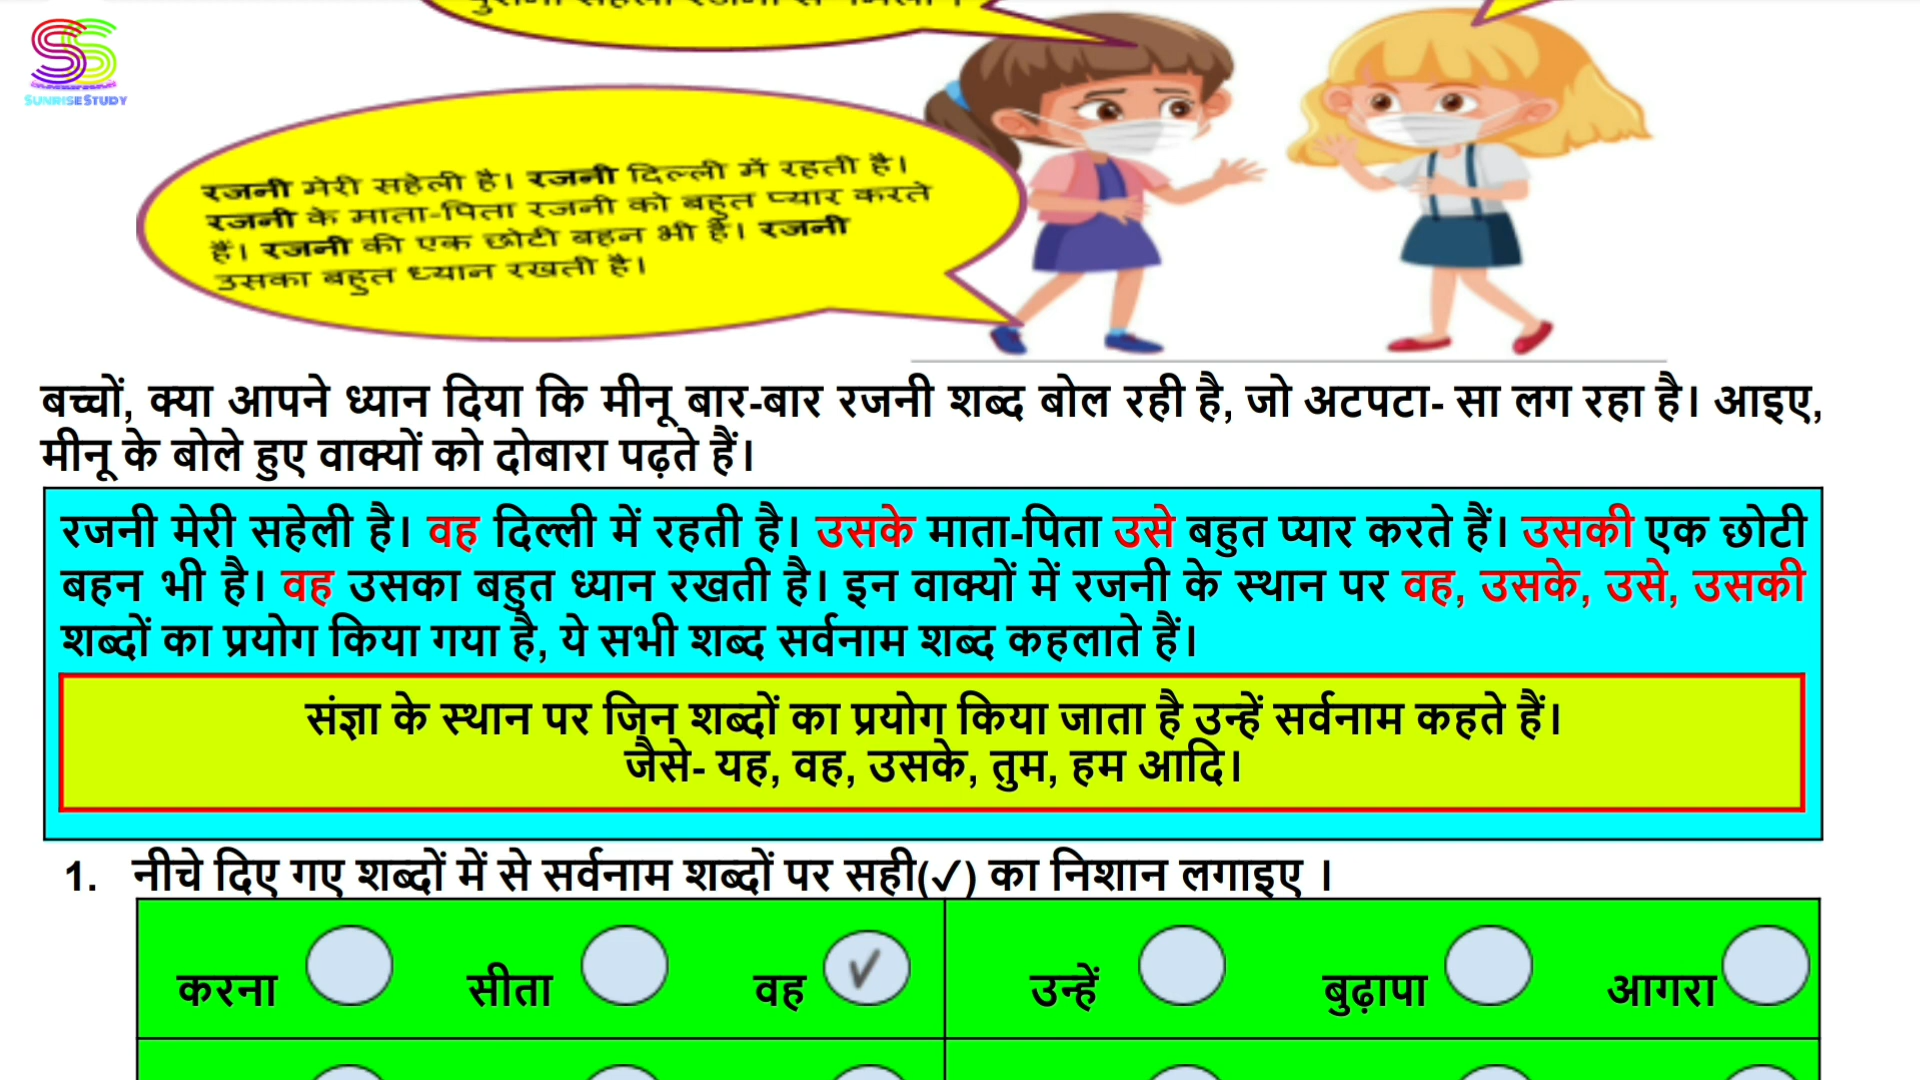 SUNRISE STUDY
रजनी मेरी सहेली है। रजनी दिल्ली में रहती है।
रजनी के माता-पिता रजनी को बहुत प्यार करते
हैं। रजनी की एक छोटी बहन भी है। रजनी
उसका बहुत ध्यान रखती है।
बच्चों, क्या आपने ध्यान दिया कि मीनू बार-बार रजनी शब्द बोल रही है, जो अटपटा- सा लग रहा है। आइए,
मीनू के बोले हुए वाक्यों को दोबारा पढ़ते हैं।
रजनी मेरी सहेली है। वह दिल्ली में रहती है। उसके माता-पिता उसे बहुत प्यार करते हैं। उसकी एक छोटी
बहन भी है। वह उसका बहुत ध्यान रखती है। इन वाक्यों में रजनी के स्थान पर वह, उसके, उसे, उसकी
शब्दों का प्रयोग किया गया है, ये सभी शब्द सर्वनाम शब्द कहलाते हैं।
संज्ञा के स्थान पर जिन शब्दों का प्रयोग किया जाता है उन्हें सर्वनाम कहते हैं।
जैसे- यह, वह, उसके, तुम, हम आदि।
1. नीचे दिए गए शब्दों में से सर्वनाम शब्दों पर सही(✓) का निशान लगाइए ।
करना सीता वह ✓ उन्हें बुढ़ापा आगरा